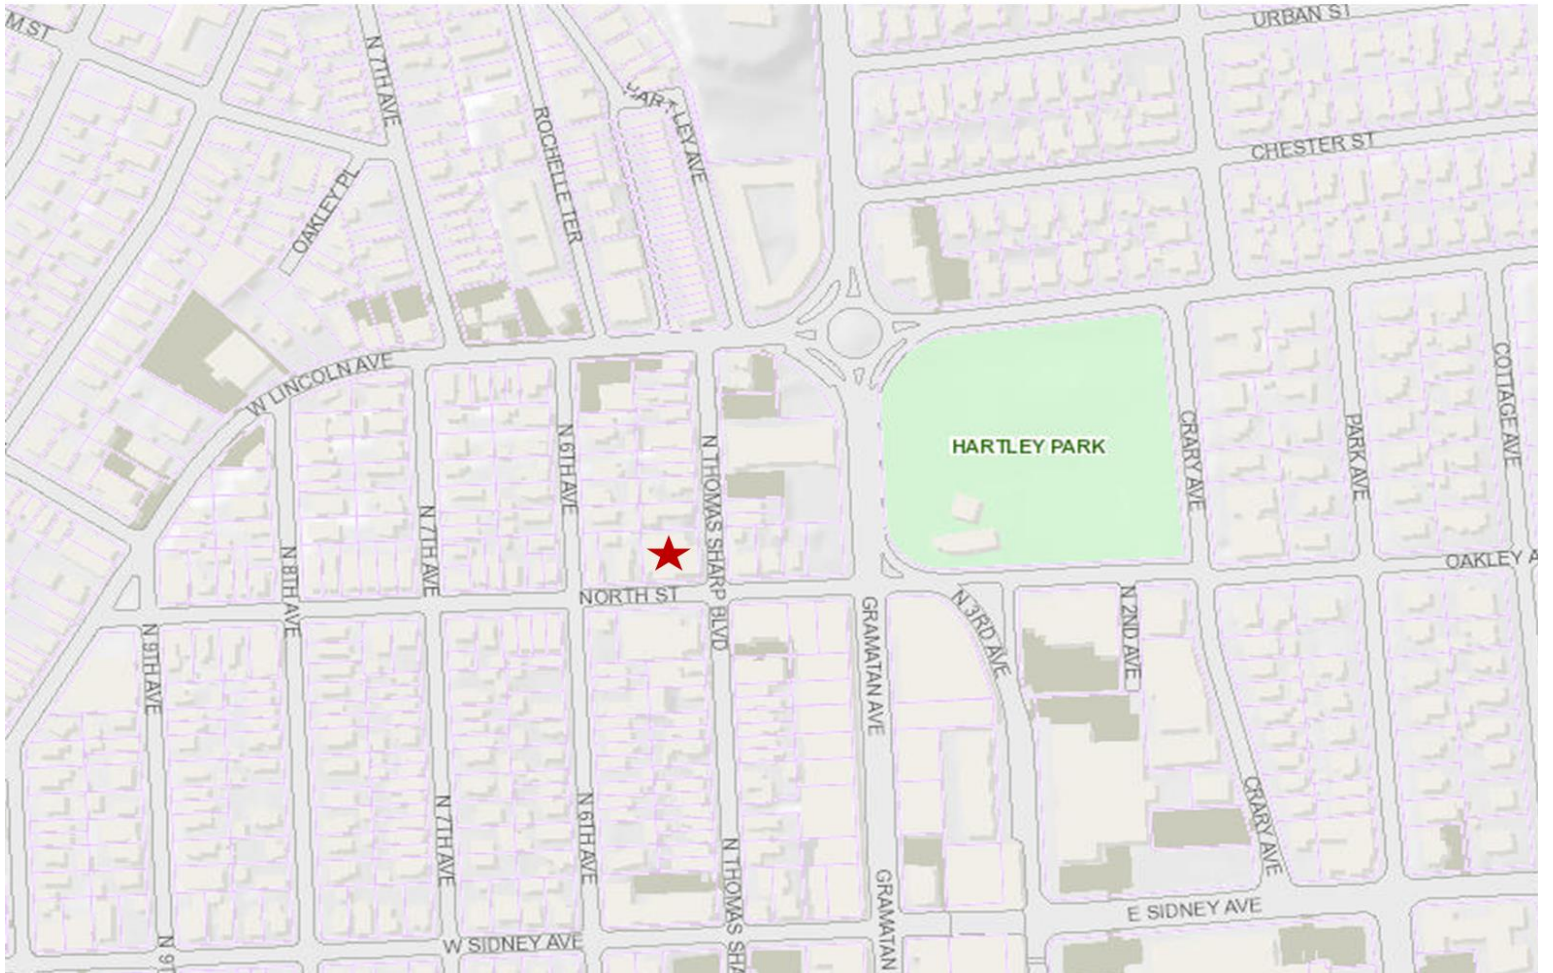 M ST
URBAN ST
N 7TH AVE
HARTLEY AVE
ROCHELLE TER
CHESTER ST
OAKLEY PL
W LINCOLN AVE
HARTLEY PARK
N 6TH AVE
N THOMAS SHARP BLVD
CRARY AVE
PARK AVE
COTTAGE AVE
N 7TH AVE
N 8TH AVE
OAKLEY A
NORTH ST
N 9TH AVE
GRAMATAN AVE
N 3RD AVE
N 2ND AVE
N 7TH AVE
N 6TH AVE
CRARY AVE
N THOMAS SHA
GRAMATAN
E SIDNEY AVE
W SIDNEY AVE
N 9T